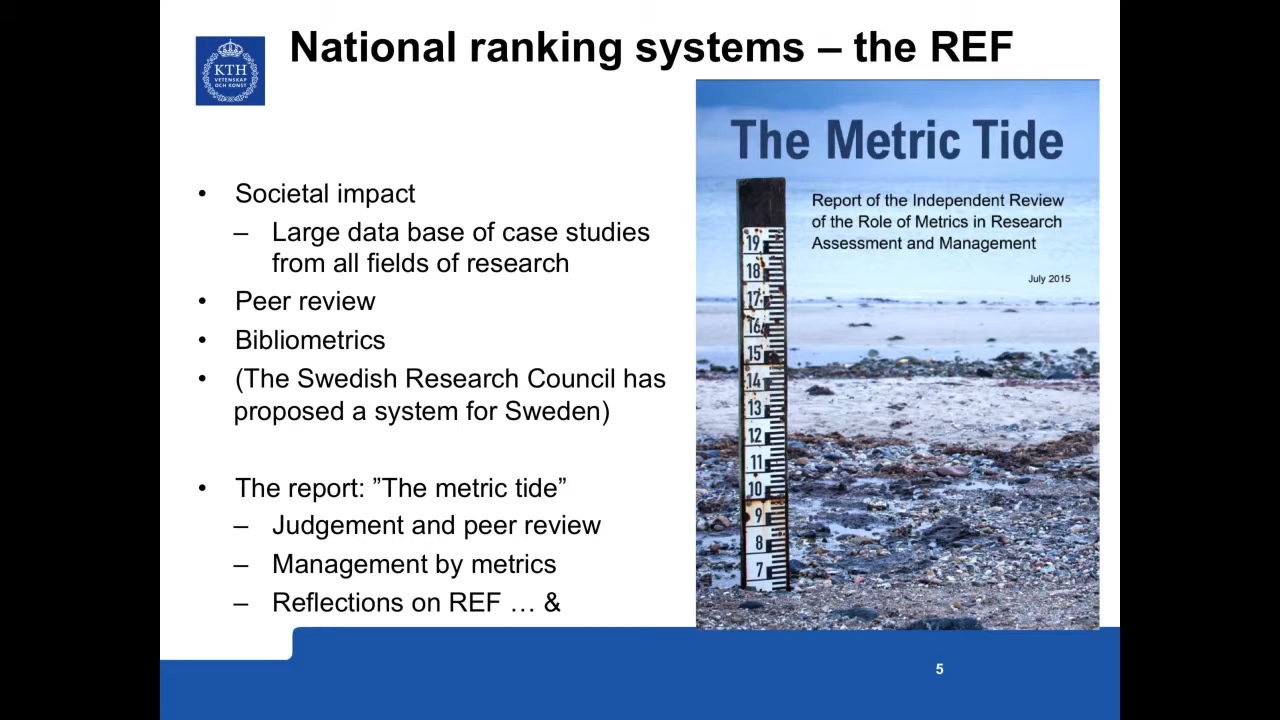 National ranking systems – the REF
KTH
VETENSKAP
OCH KONST
• Societal impact
– Large data base of case studies
from all fields of research
• Peer review
• Bibliometrics
• (The Swedish Research Council has
proposed a system for Sweden)
• The report: ”The metric tide”
– Judgement and peer review
– Management by metrics
– Reflections on REF … &
The Metric Tide
Report of the Independent Review
of the Role of Metrics in Research
Assessment and Management
July 2015
19
18
17
16
15
14
13
12
11
10
9
8
7
5